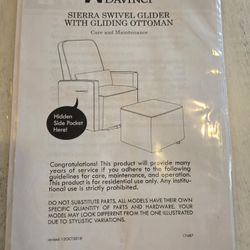 DAVINCI
SIERRA SWIVEL GLIDER
WITH GLIDING OTTOMAN
Care and Maintenance
Hidden
Side Pocket
Here!
Congratulations! This product will provide many
years of service if you adhere to the following
guidelines for care, maintenance, and operation.
This product is for residential use only. Any institu-
tional use is strictly prohibited.
DO NOT SUBSTITUTE PARTS. ALL MODELS HAVE THEIR OWN
SPECIFIC QUANTITY OF PARTS AND HARDWARE. YOUR
MODEL MAY LOOK DIFFERENT FROM THE ONE ILLUSTRATED
DUE TO STYLISTIC VARIATIONS.